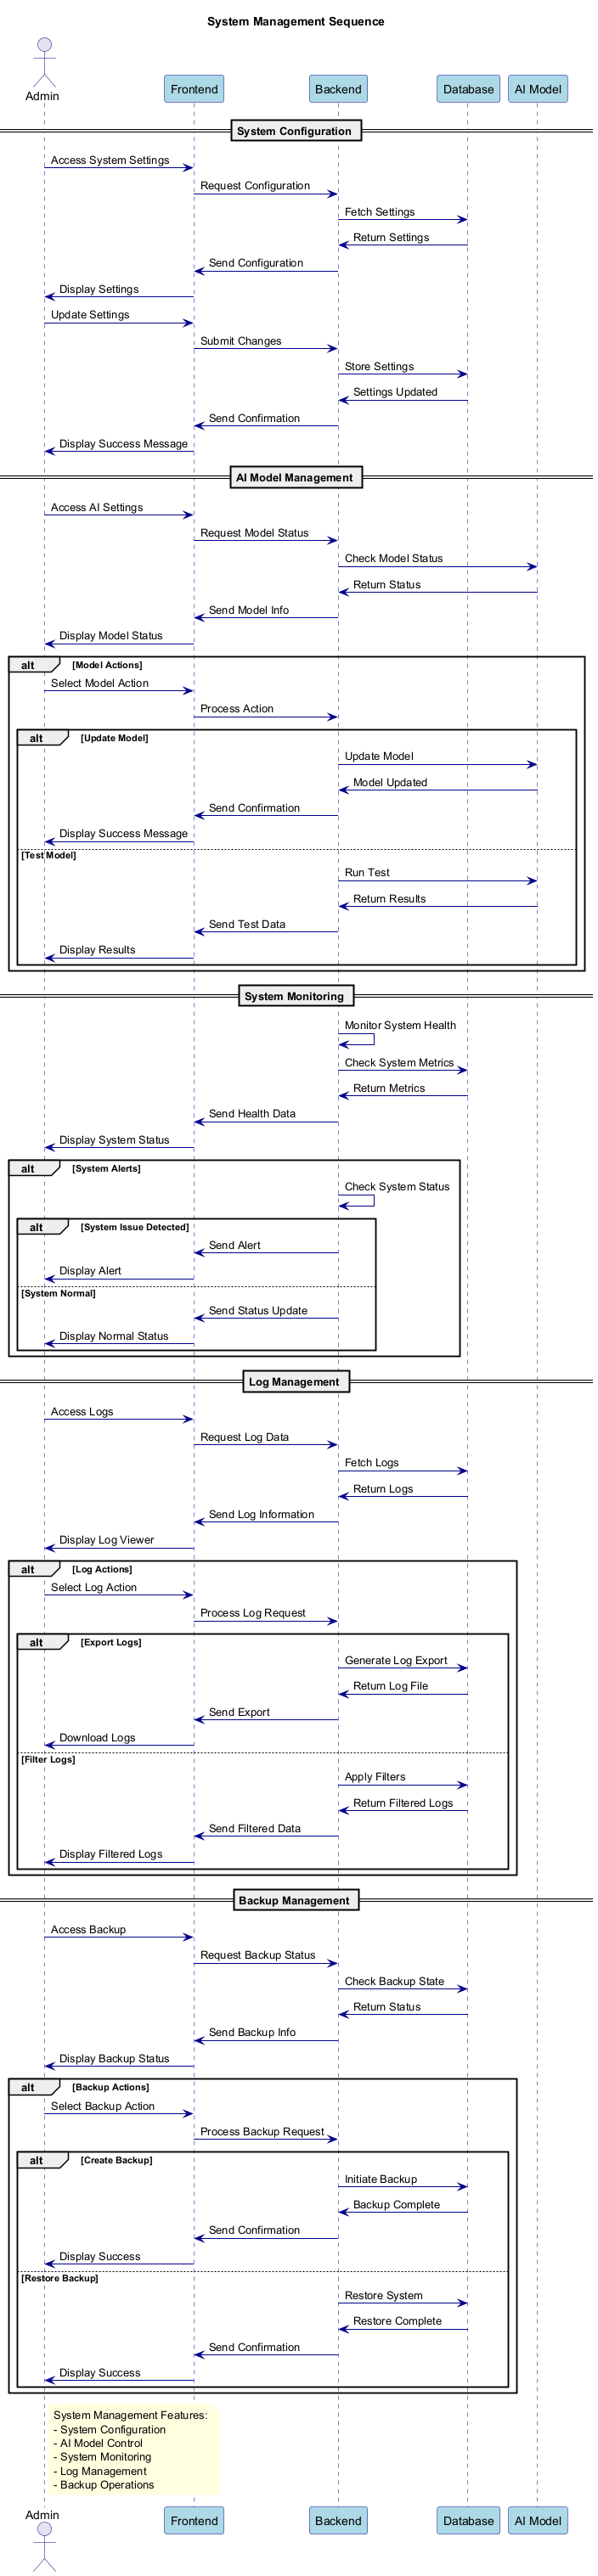 System Management Sequence
Admin
Frontend
Backend
Database
AI Model
System Configuration
Access System Settings
Request Configuration
Fetch Settings
Return Settings
Send Configuration
Display Settings
Update Settings
Submit Changes
Store Settings
Settings Updated
Send Confirmation
Display Success Message
AI Model Management
Access AI Settings
Request Model Status
Check Model Status
Return Status
Send Model Info
Display Model Status
alt [Model Actions]
Select Model Action
Process Action
alt [Update Model]
Update Model
Model Updated
Send Confirmation
Display Success Message
[Test Model]
Run Test
Return Results
Send Test Data
Display Results
System Monitoring
Monitor System Health
Check System Metrics
Return Metrics
Send Health Data
Display System Status
alt [System Alerts]
Check System Status
alt [System Issue Detected]
Send Alert
Display Alert
[System Normal]
Send Status Update
Display Normal Status
Log Management
Access Logs
Request Log Data
Fetch Logs
Return Logs
Send Log Information
Display Log Viewer
alt [Log Actions]
Select Log Action
Process Log Request
alt [Export Logs]
Generate Log Export
Return Log File
Send Export
Download Logs
[Filter Logs]
Apply Filters
Return Filtered Logs
Send Filtered Data
Display Filtered Logs
Backup Management
Access Backup
Request Backup Status
Check Backup State
Return Status
Send Backup Info
Display Backup Status
alt [Backup Actions]
Select Backup Action
Process Backup Request
alt [Create Backup]
Initiate Backup
Backup Complete
Send Confirmation
Display Success
[Restore Backup]
Restore System
Restore Complete
Send Confirmation
Display Success
System Management Features:
- System Configuration
- AI Model Control
- System Monitoring
- Log Management
- Backup Operations
Admin
Frontend
Backend
Database
AI Model